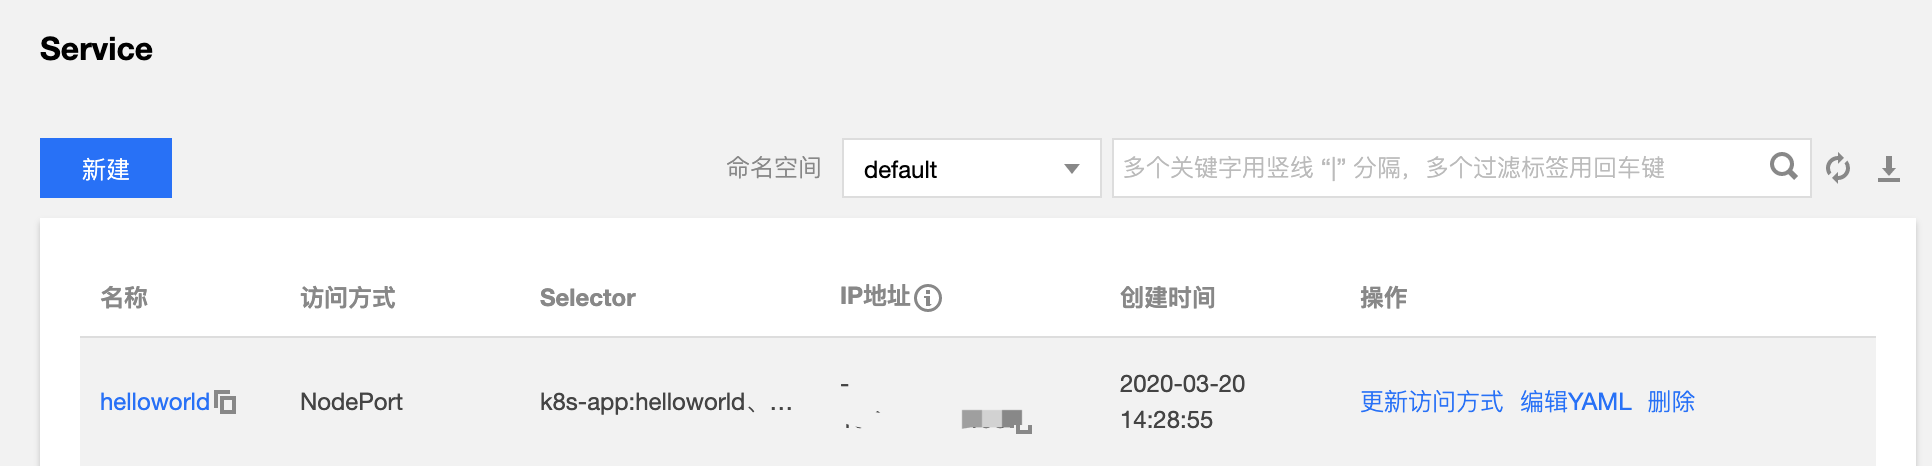 Service
新建
命名空间
default
多个关键字用竖线 “|” 分隔，多个过滤标签用回车键
名称 访问方式 Selector IP地址 创建时间 操作
helloworld NodePort k8s-app:helloworld、... - 2020-03-20 14:28:55 更新访问方式 编辑YAML 删除